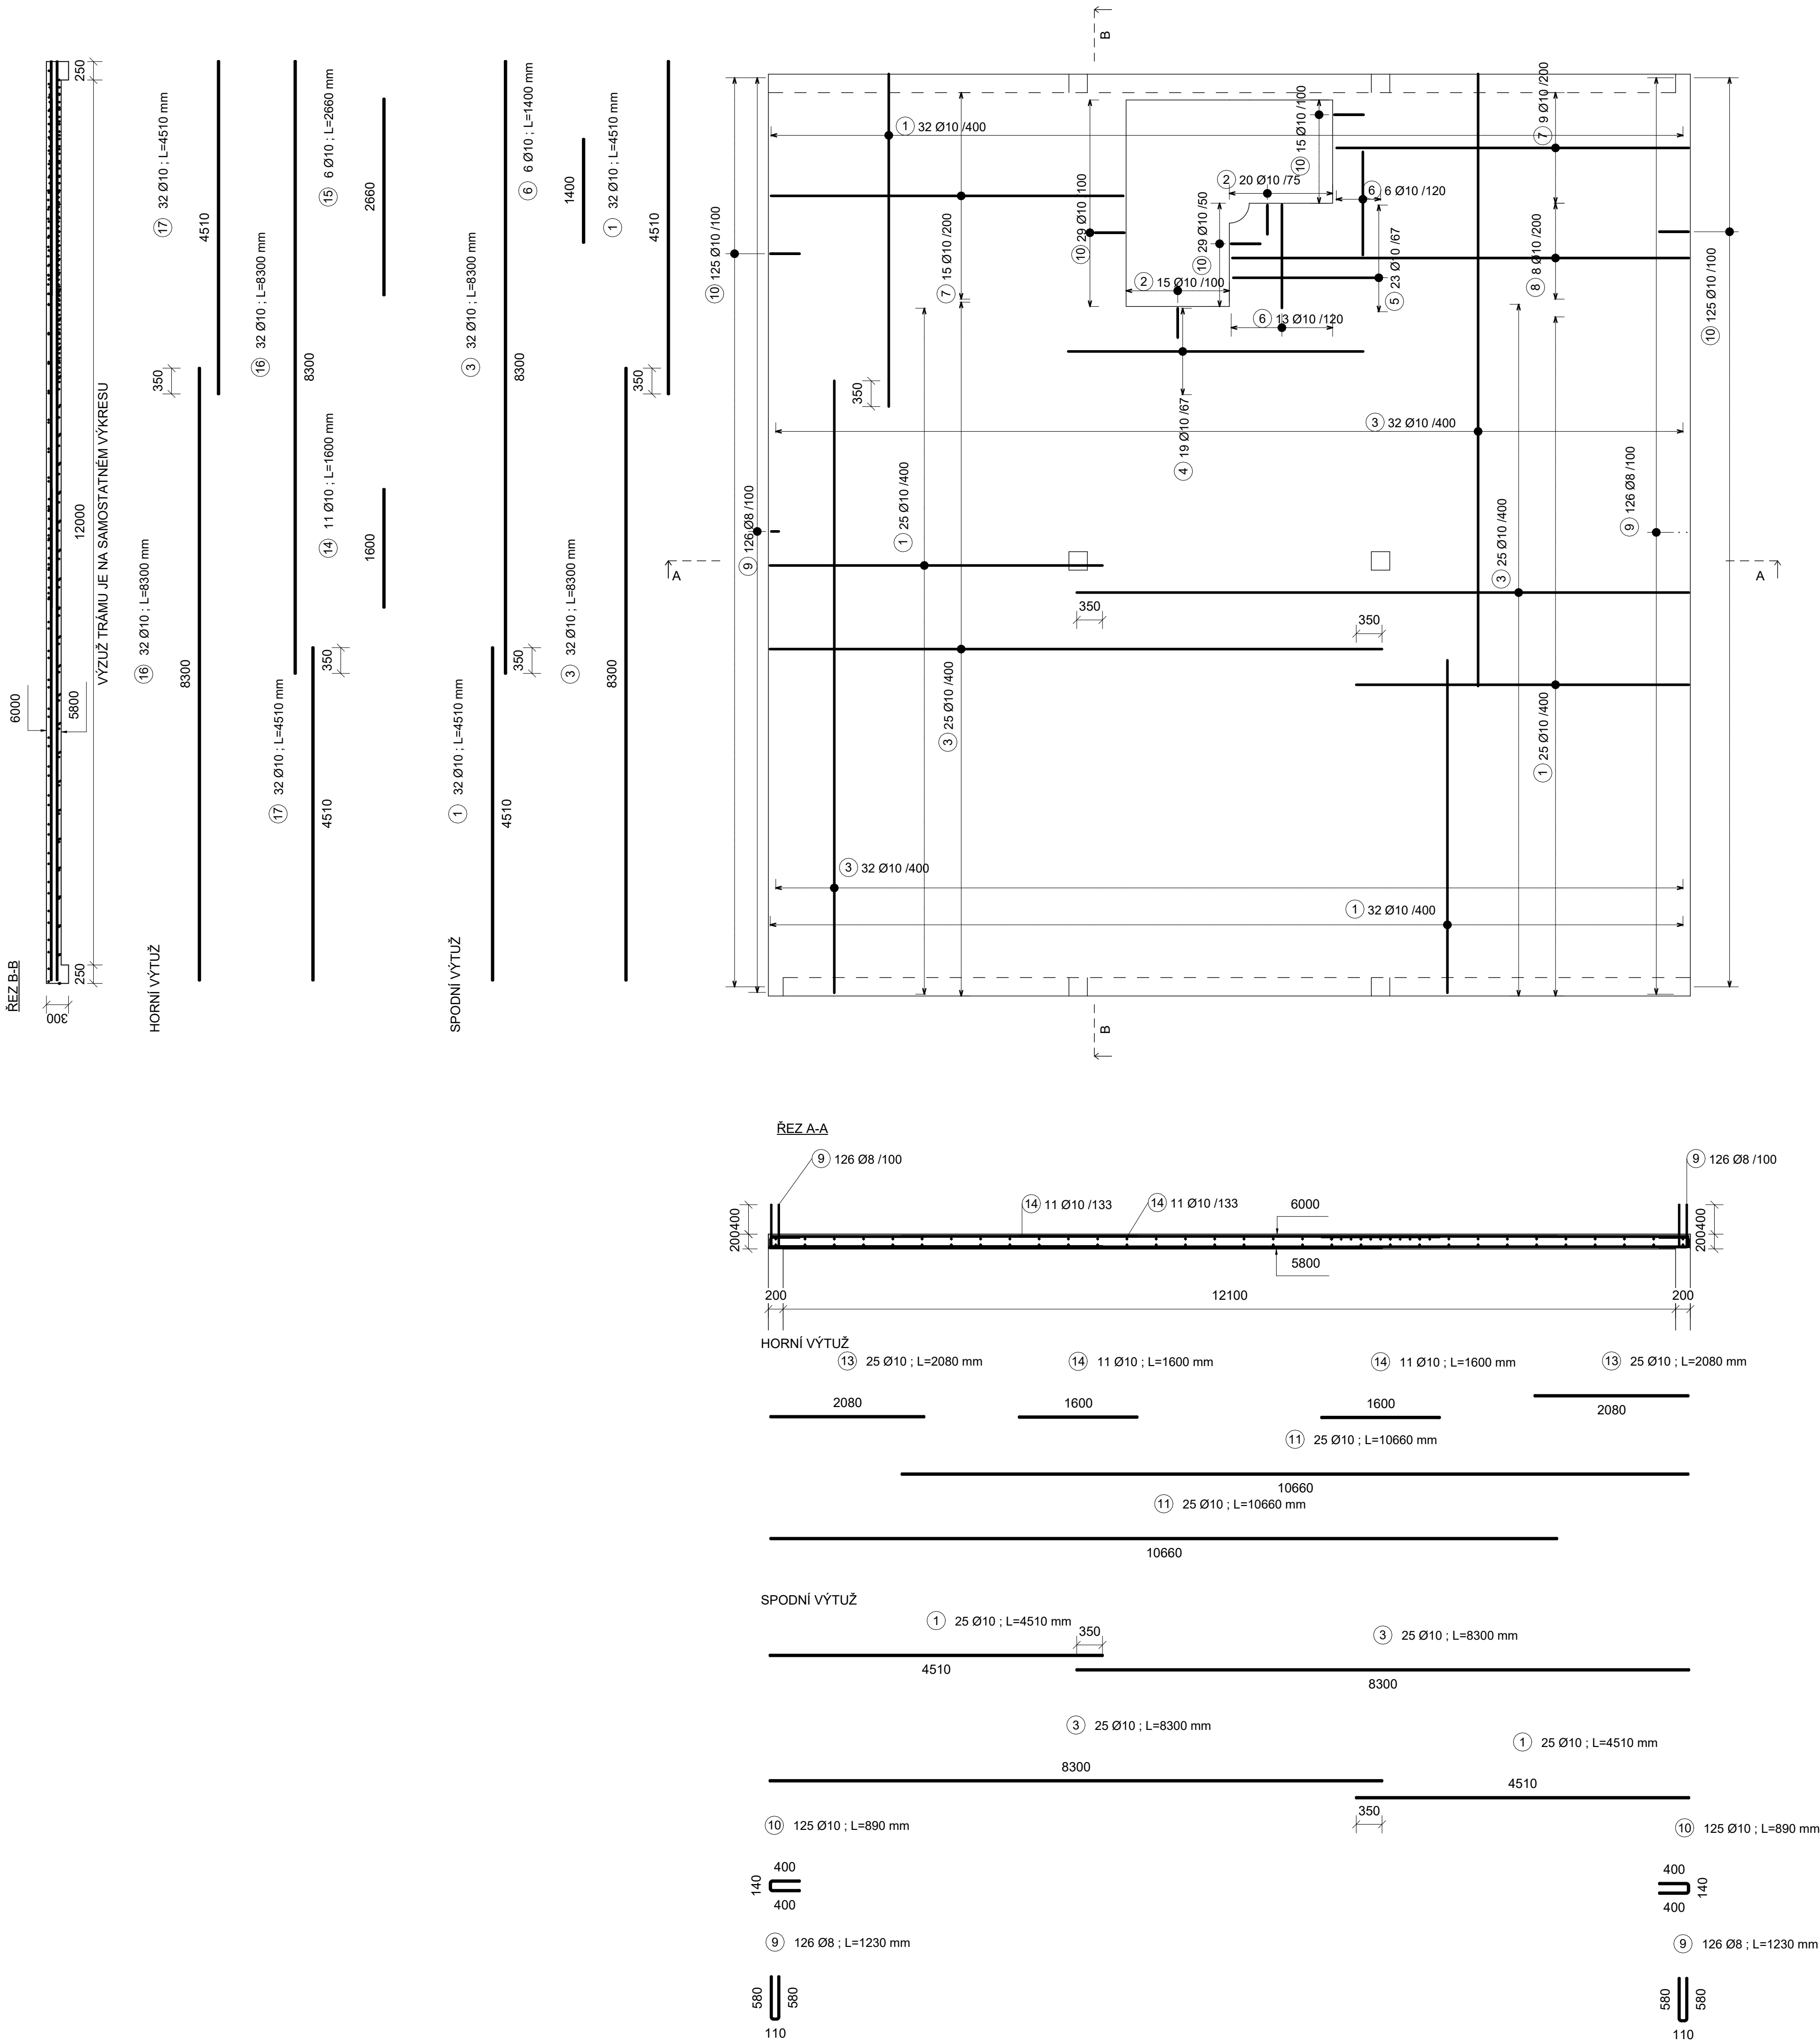 ŘEZ B-B
300
250
12000
250
6000
5800
VÝZUŽ TRÁMU JE NA SAMOSTATNÉM VÝKRESU
HORNÍ VÝTUŽ
16 32 Ø10 ; L=8300 mm
8300
17 32 Ø10 ; L=4510 mm
4510
350
16 32 Ø10 ; L=8300 mm
8300
17 32 Ø10 ; L=4510 mm
4510
350
14 11 Ø10 ; L=1600 mm
1600
15 6 Ø10 ; L=2660 mm
2660
SPODNÍ VÝTUŽ
1 32 Ø10 ; L=4510 mm
4510
3 32 Ø10 ; L=8300 mm
8300
350
6 6 Ø10 ; L=1400 mm
1400
3 32 Ø10 ; L=8300 mm
8300
1 32 Ø10 ; L=4510 mm
4510
350
B
A
A
B
10 125 Ø10 /100
9 126 Ø8 /100
1 32 Ø10 /400
7 15 Ø10 /200
10 29 Ø10 /100
2 15 Ø10 /100
10 29 Ø10 /50
2 20 Ø10 /75
10 15 Ø10 /100
6 6 Ø10 /120
6 13 Ø10 /120
5 23 Ø10 /67
7 9 Ø10 /200
8 8 Ø10 /200
10 125 Ø10 /100
9 126 Ø8 /100
4 19 Ø10 /67
3 32 Ø10 /400
350
1 25 Ø10 /400
3 25 Ø10 /400
350
350
3 25 Ø10 /400
1 25 Ø10 /400
3 32 Ø10 /400
1 32 Ø10 /400
ŘEZ A-A
9 126 Ø8 /100
9 126 Ø8 /100
14 11 Ø10 /133
14 11 Ø10 /133
6000
5800
400
200
400
200
200
12100
200
HORNÍ VÝTUŽ
13 25 Ø10 ; L=2080 mm
14 11 Ø10 ; L=1600 mm
14 11 Ø10 ; L=1600 mm
13 25 Ø10 ; L=2080 mm
2080
1600
1600
2080
11 25 Ø10 ; L=10660 mm
10660
11 25 Ø10 ; L=10660 mm
10660
SPODNÍ VÝTUŽ
1 25 Ø10 ; L=4510 mm
350
3 25 Ø10 ; L=8300 mm
4510
8300
3 25 Ø10 ; L=8300 mm
1 25 Ø10 ; L=4510 mm
8300
4510
350
10 125 Ø10 ; L=890 mm
10 125 Ø10 ; L=890 mm
400
140
400
400
140
400
9 126 Ø8 ; L=1230 mm
9 126 Ø8 ; L=1230 mm
580
580
110
580
580
110